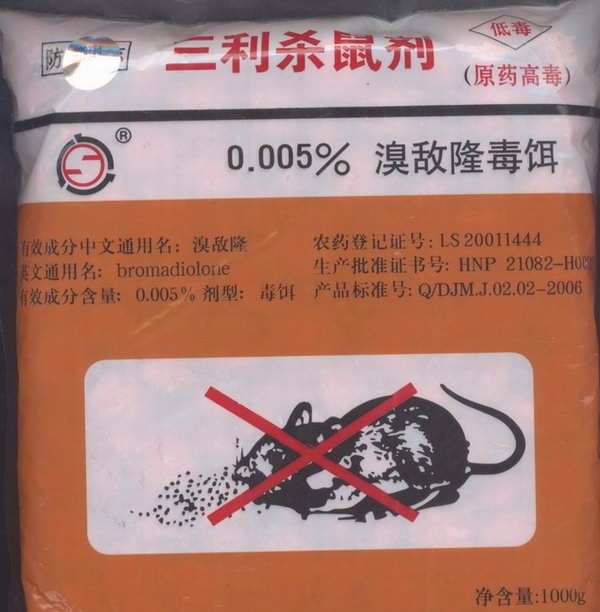 三利杀鼠剂
低毒
(原药高毒)
®
0.005% 溴敌隆毒饵
有效成分中文通用名: 溴敌隆
农药登记证号: LS 20011444
英文通用名: bromadiolone
生产批准证书号: HNP 21082-
有效成分含量: 0.005% 剂型: 毒饵
产品标准号: Q/DJM.J.02.02-2006
净含量:1000g